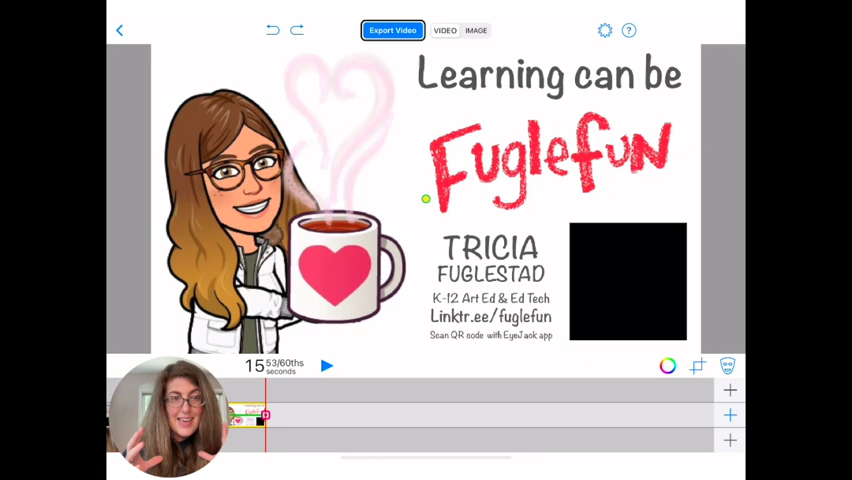 Export Video VIDEO IMAGE ?
Learning can be
Fuglefun
TRICIA
FUGLESTAD
K-12 Art Ed & Ed Tech
Linktr.ee/fuglefun
Scan QR code with EyeJack app
15 53/60ths
seconds